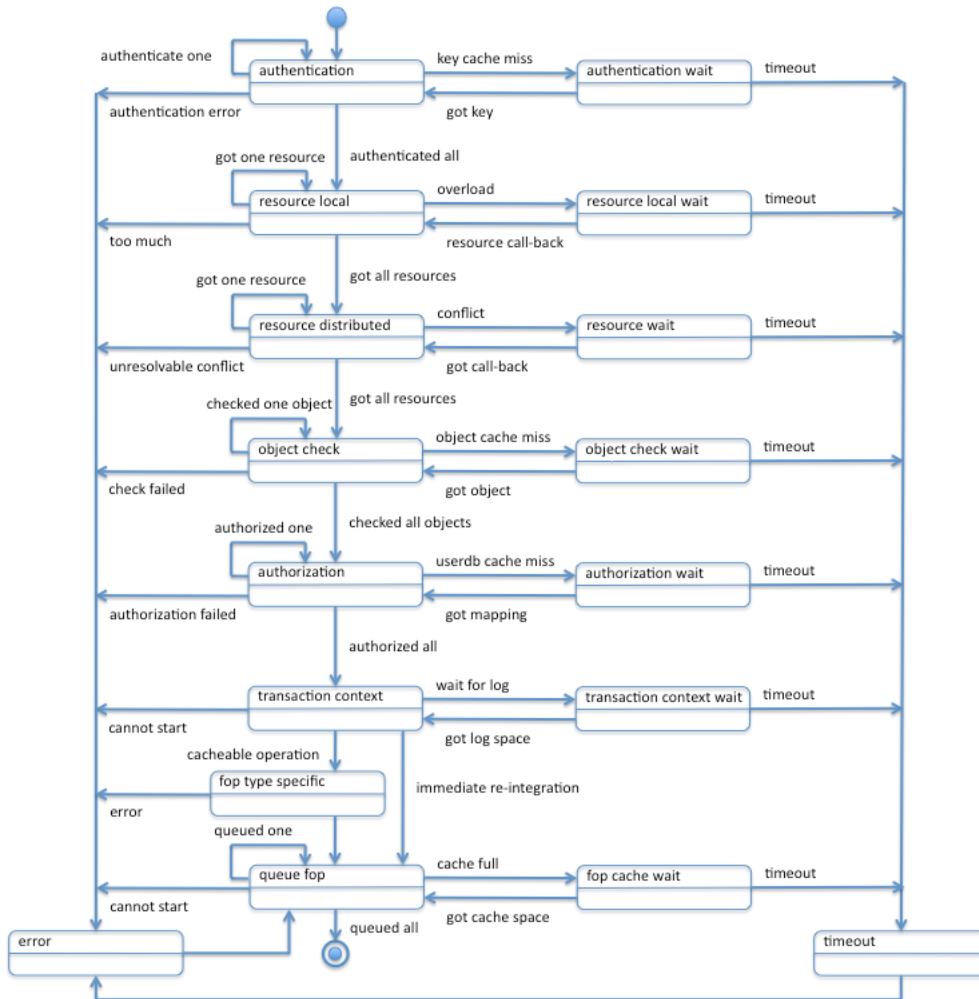 authenticate one
key cache miss
authentication
authentication wait
timeout
authentication error
got key
got one resource
authenticated all
overload
resource local
resource local wait
timeout
too much
resource call-back
got all resources
got one resource
conflict
resource distributed
resource wait
timeout
unresolvable conflict
got call-back
checked one object
got all resources
object cache miss
object check
object check wait
timeout
check failed
got object
checked all objects
authorized one
userdb cache miss
authorization
authorization wait
timeout
authorization failed
got mapping
authorized all
wait for log
transaction context
transaction context wait
timeout
cannot start
got log space
cacheable operation
fop type specific
immediate re-integration
error
queued one
cache full
queue fop
fop cache wait
timeout
cannot start
got cache space
queued all
error
timeout